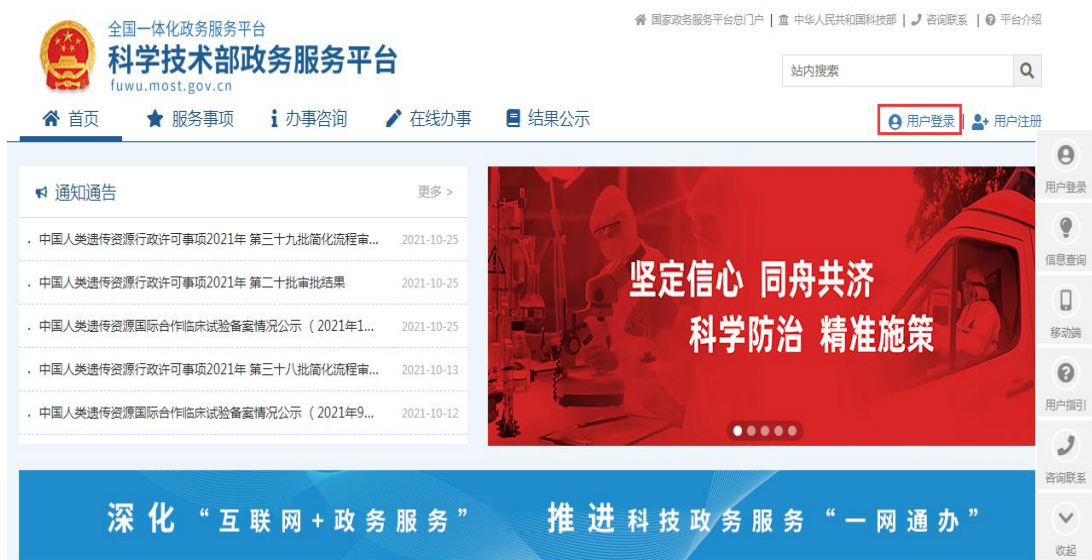 国家政务服务平台总门户 | 中华人民共和国科技部 | 咨询联系 | 平台介绍
全国一体化政务服务平台
科学技术部政务服务平台
fuwu.most.gov.cn
站内搜索
首页 服务事项 办事咨询 在线办事 结果公示
用户登录 | 用户注册
通知通告 更多 >
. 中国人类遗传资源行政许可事项2021年 第三十九批简化流程审... 2021-10-25
. 中国人类遗传资源行政许可事项2021年 第二十批审批结果 2021-10-25
. 中国人类遗传资源国际合作临床试验备案情况公示（2021年1... 2021-10-25
. 中国人类遗传资源行政许可事项2021年 第三十八批简化流程审... 2021-10-13
. 中国人类遗传资源国际合作临床试验备案情况公示（2021年9... 2021-10-12
坚定信心 同舟共济
科学防治 精准施策
用户登录
信息查询
移动端
用户指引
咨询联系
收起
深化“互联网+政务服务” 推进科技政务服务“一网通办”